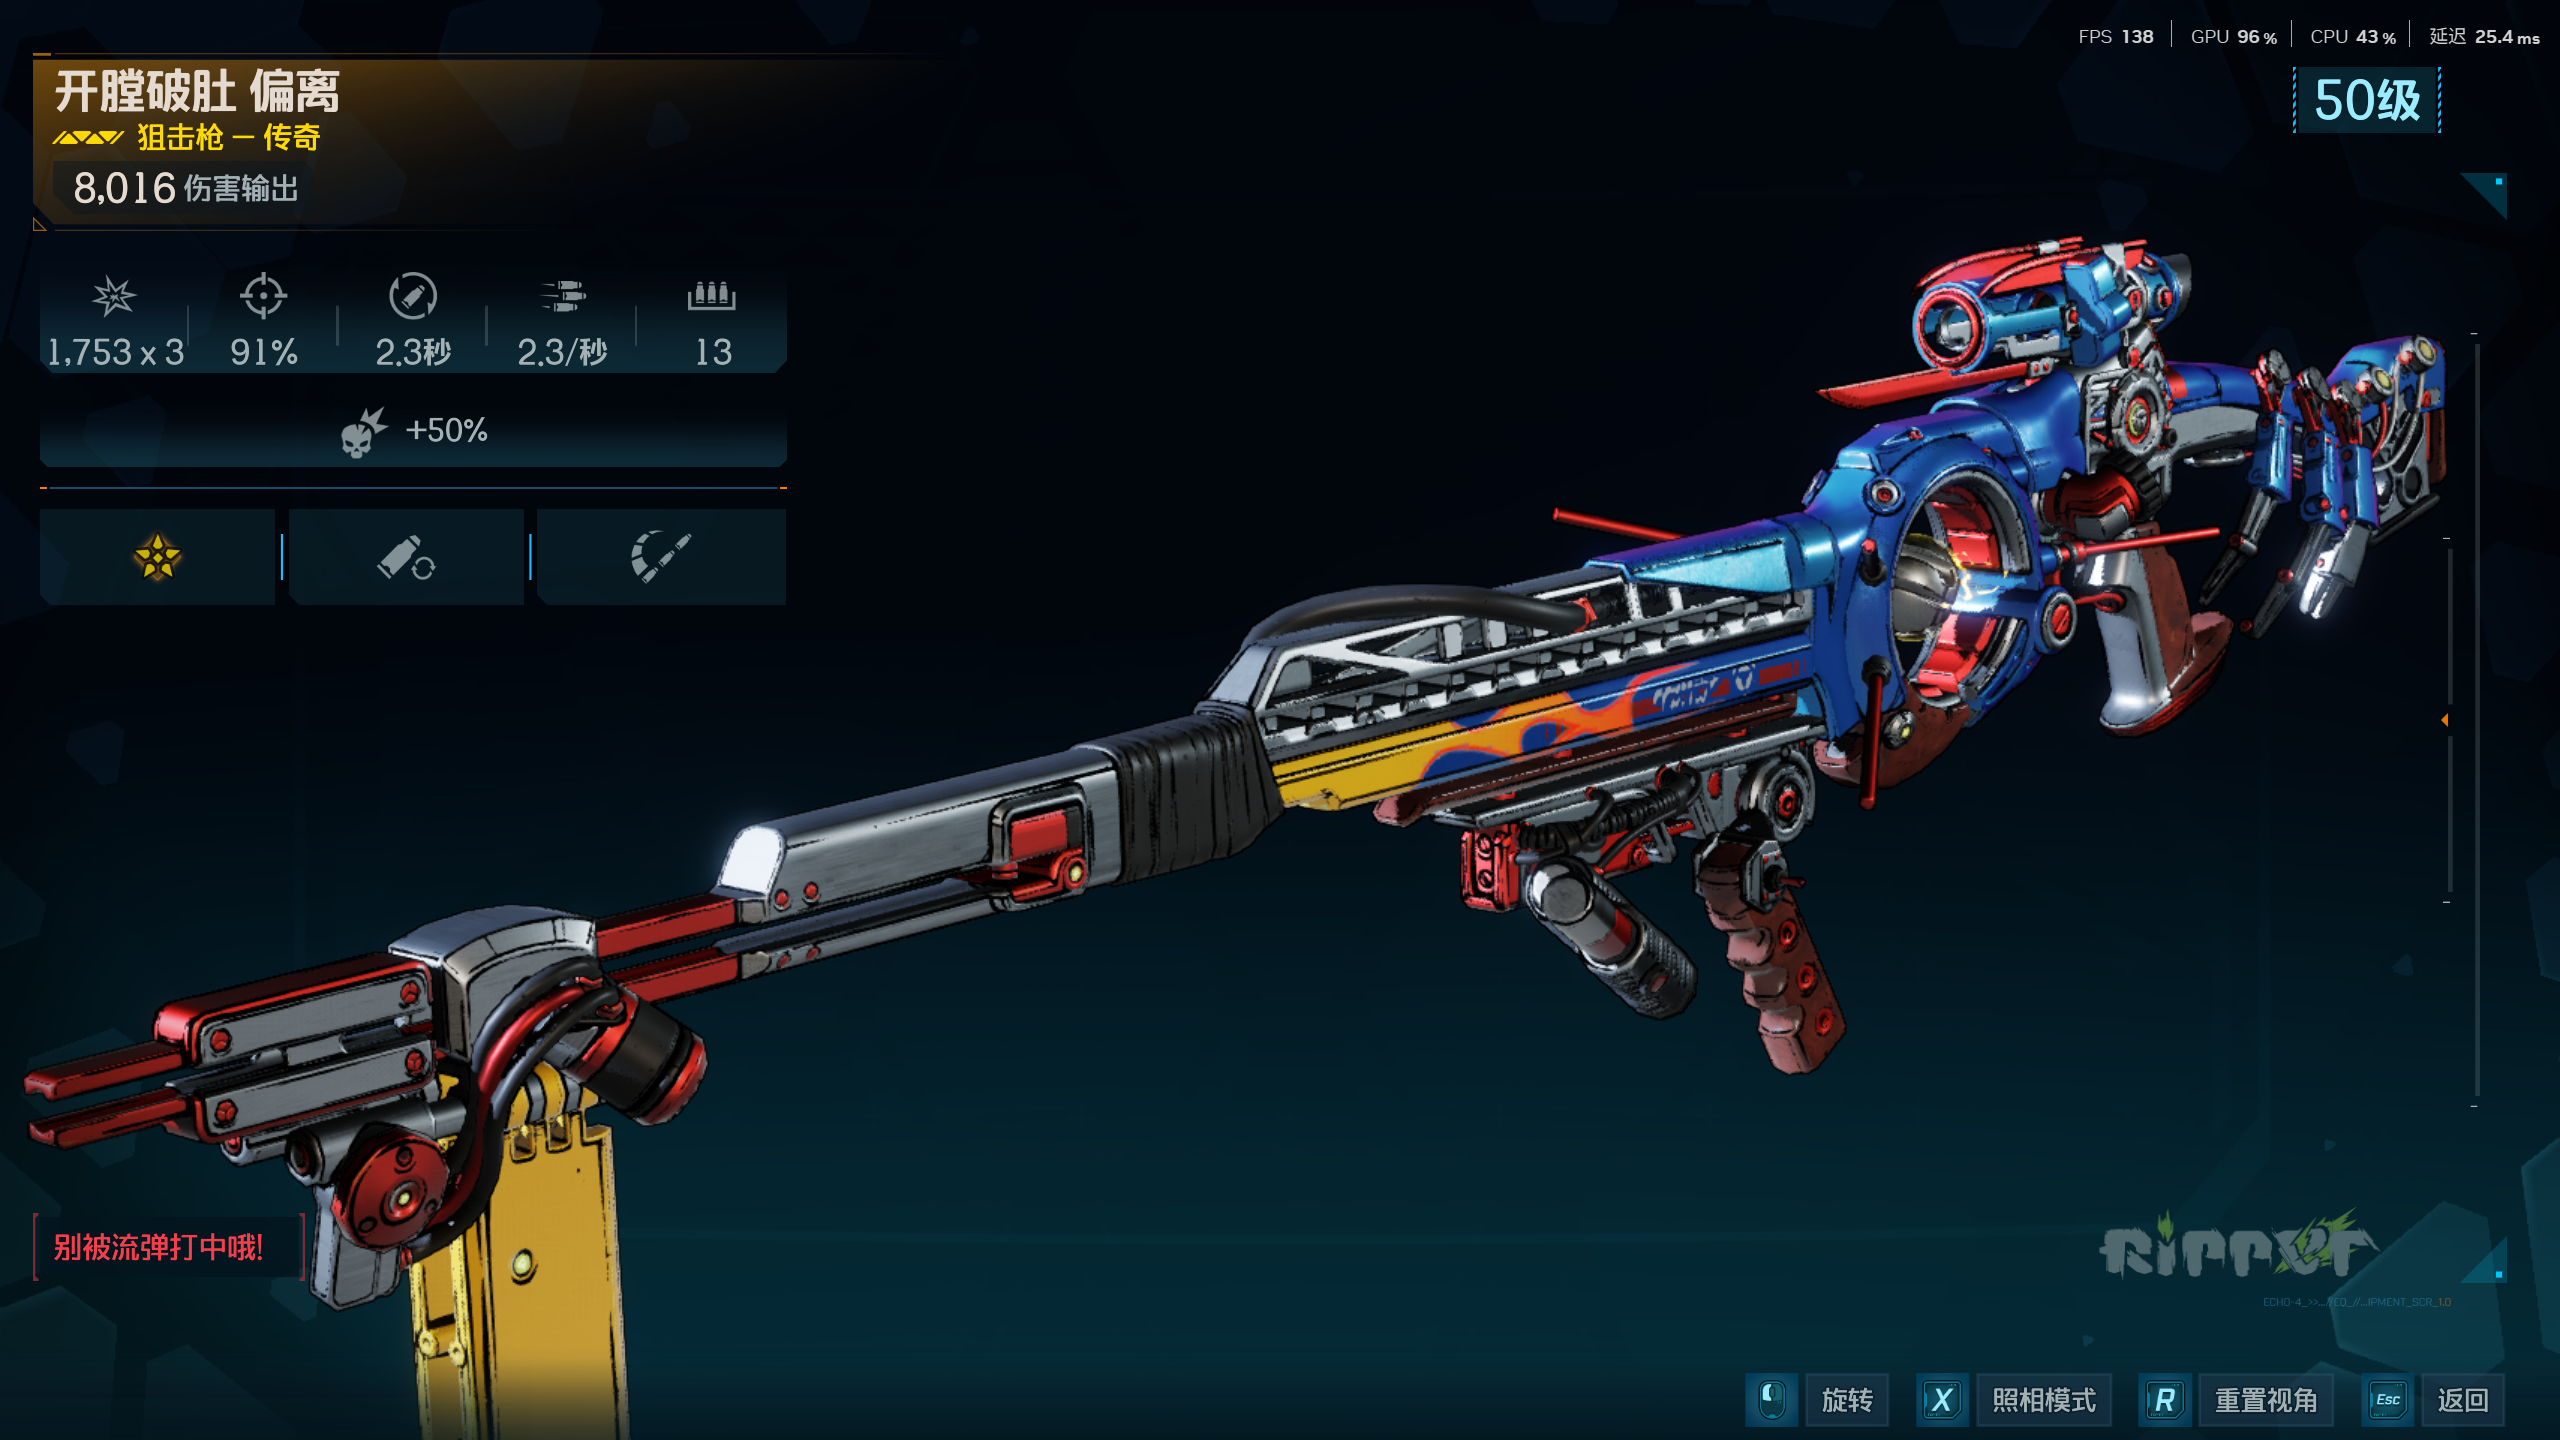 FPS 138 GPU 96 % CPU 43 % 延迟 25.4 ms
开膛破肚 偏离
50级
狙击枪 – 传奇
8,016 伤害输出
1,753 x 3 91% 2.3秒 2.3/秒 13
+50%
别被流弹打中哦!
Ripper
旋转 X 照相模式 R 重置视角 Esc 返回